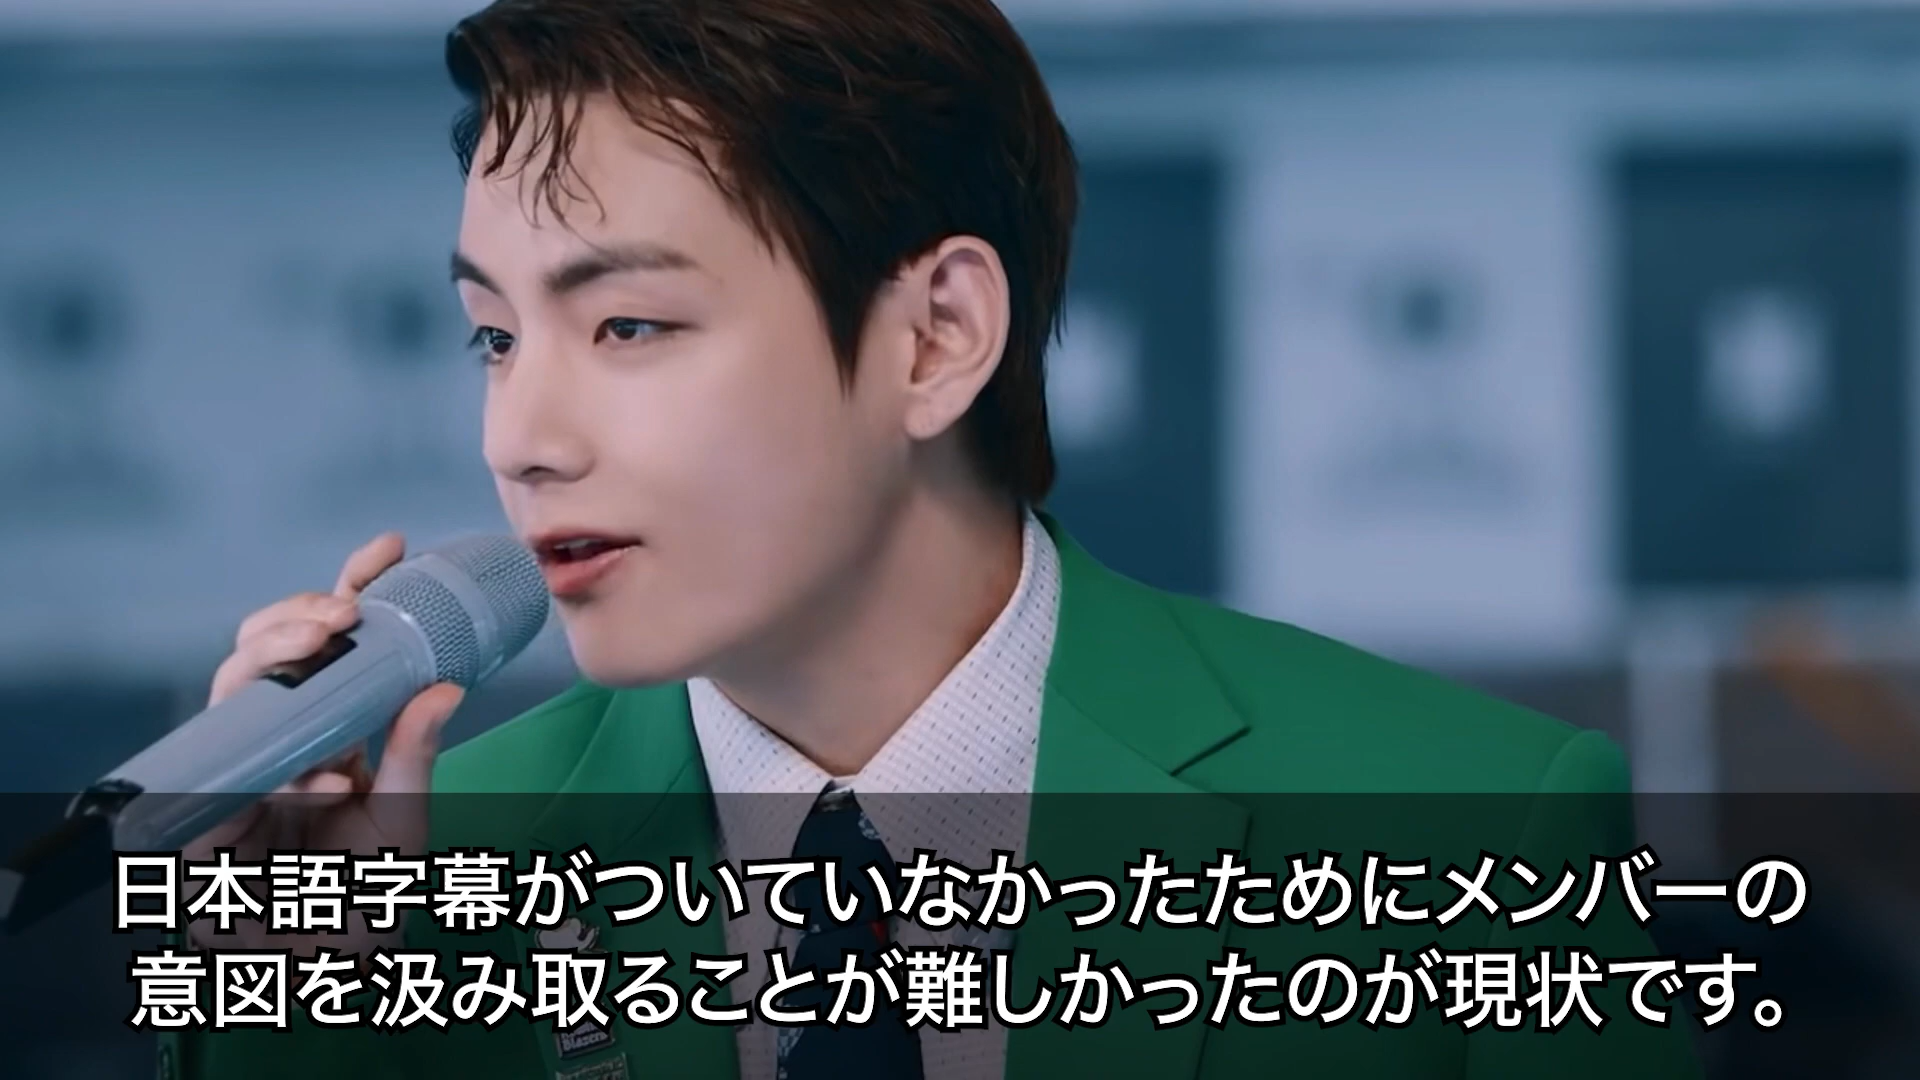 日本語字幕がついていなかったためにメンバーの
意図を汲み取ることが難しかったのが現状です。
Blazers